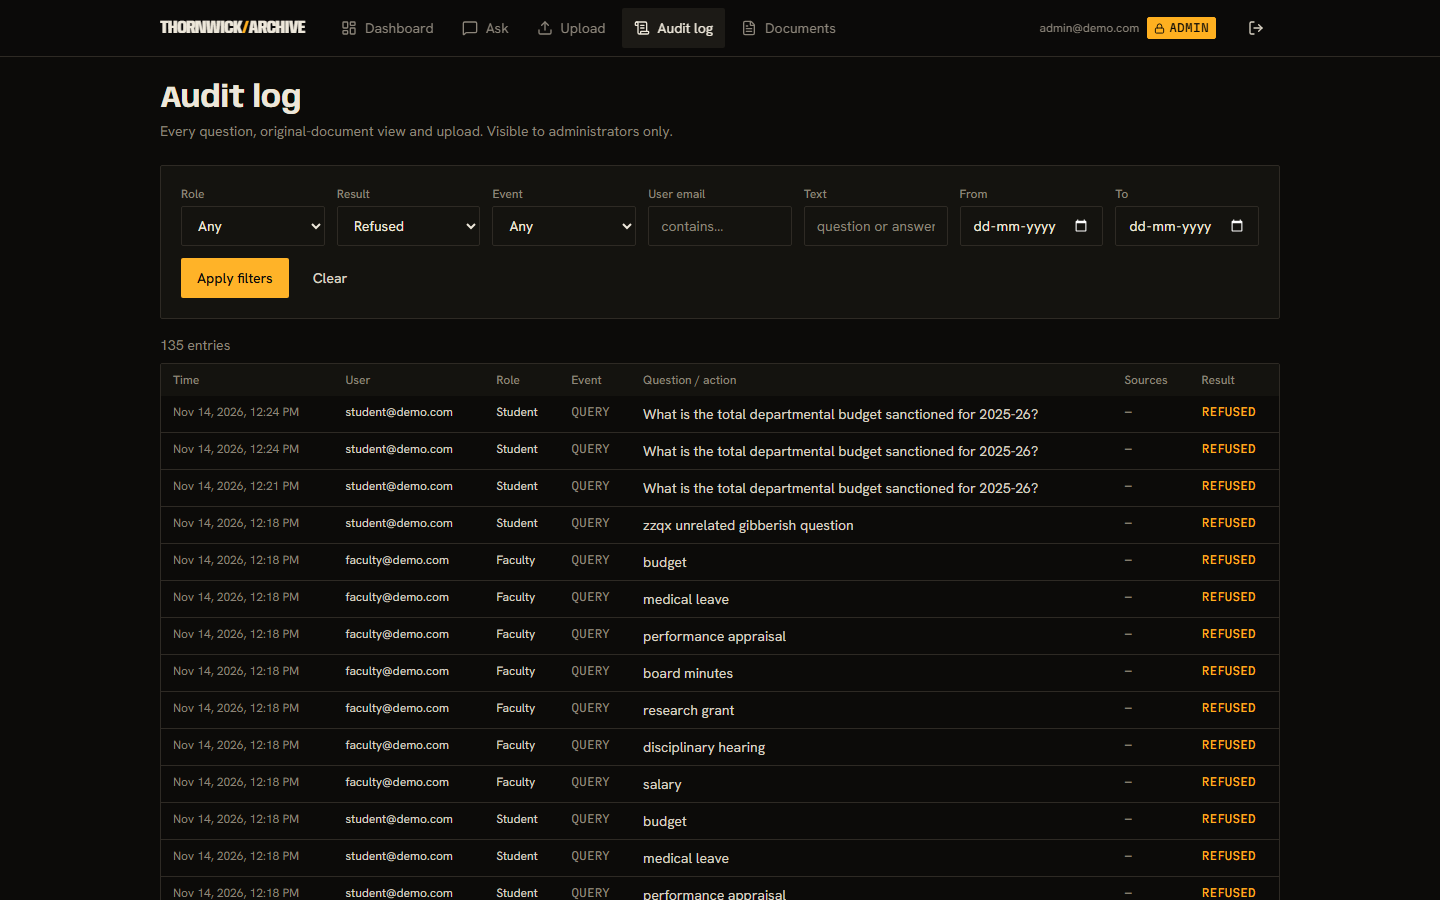 THORNWICK/ARCHIVE Dashboard Ask Upload Audit log Documents admin@demo.com ADMIN
Audit log
Every question, original-document view and upload. Visible to administrators only.
Role Result Event User email Text From To
Any Refused Any contains... question or answer dd-mm-yyyy dd-mm-yyyy
Apply filters Clear
135 entries
Time User Role Event Question / action Sources Result
Nov 14, 2026, 12:24 PM student@demo.com Student QUERY What is the total departmental budget sanctioned for 2025-26? – REFUSED
Nov 14, 2026, 12:24 PM student@demo.com Student QUERY What is the total departmental budget sanctioned for 2025-26? – REFUSED
Nov 14, 2026, 12:21 PM student@demo.com Student QUERY What is the total departmental budget sanctioned for 2025-26? – REFUSED
Nov 14, 2026, 12:18 PM student@demo.com Student QUERY zzqx unrelated gibberish question – REFUSED
Nov 14, 2026, 12:18 PM faculty@demo.com Faculty QUERY budget – REFUSED
Nov 14, 2026, 12:18 PM faculty@demo.com Faculty QUERY medical leave – REFUSED
Nov 14, 2026, 12:18 PM faculty@demo.com Faculty QUERY performance appraisal – REFUSED
Nov 14, 2026, 12:18 PM faculty@demo.com Faculty QUERY board minutes – REFUSED
Nov 14, 2026, 12:18 PM faculty@demo.com Faculty QUERY research grant – REFUSED
Nov 14, 2026, 12:18 PM faculty@demo.com Faculty QUERY disciplinary hearing – REFUSED
Nov 14, 2026, 12:18 PM faculty@demo.com Faculty QUERY salary – REFUSED
Nov 14, 2026, 12:18 PM student@demo.com Student QUERY budget – REFUSED
Nov 14, 2026, 12:18 PM student@demo.com Student QUERY medical leave – REFUSED
Nov 14, 2026, 12:18 PM student@demo.com Student QUERY performance appraisal – REFUSED